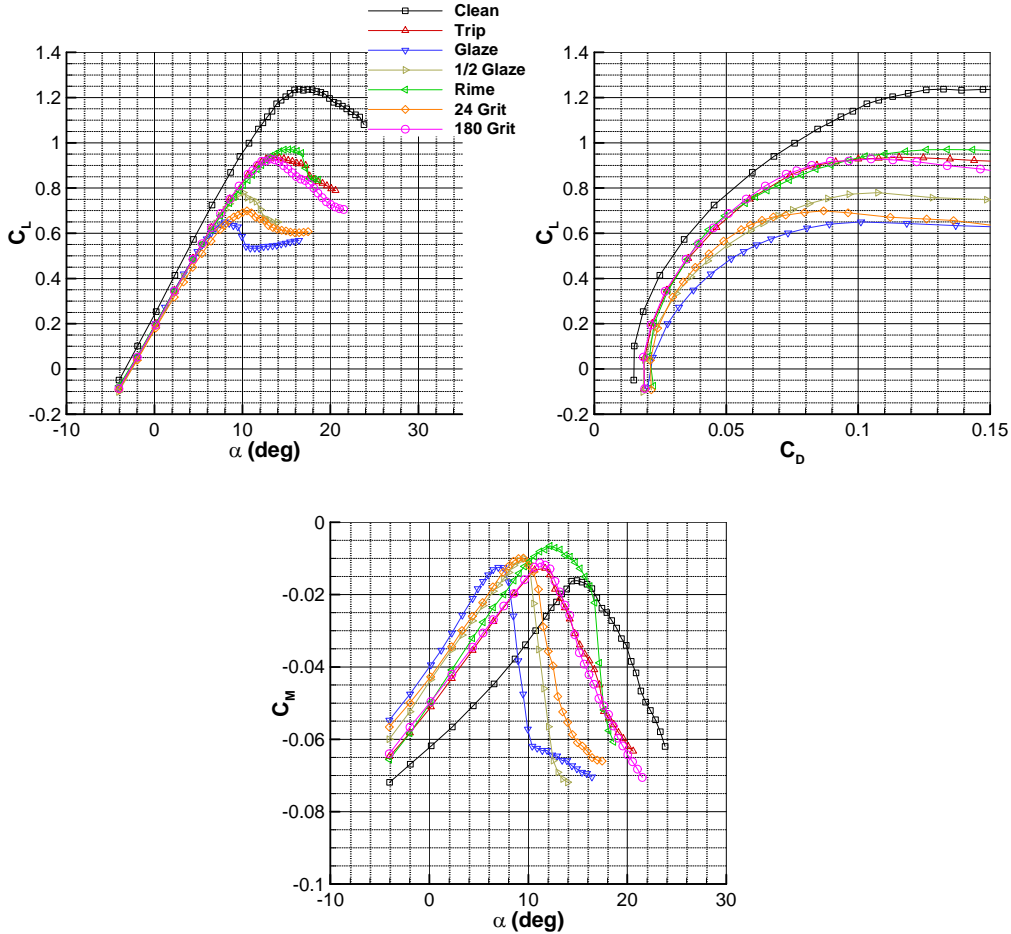 Clean
Trip
Glaze
1/2 Glaze
Rime
24 Grit
180 Grit
1.4
1.2
1
0.8
0.6
0.4
0.2
0
-0.2
C_L
-10 0 10 20 30
α (deg)
1.4
1.2
1
0.8
0.6
0.4
0.2
0
-0.2
C_L
0 0.05 0.1 0.15
C_D
0
-0.02
-0.04
-0.06
-0.08
-0.1
C_M
-10 0 10 20 30
α (deg)